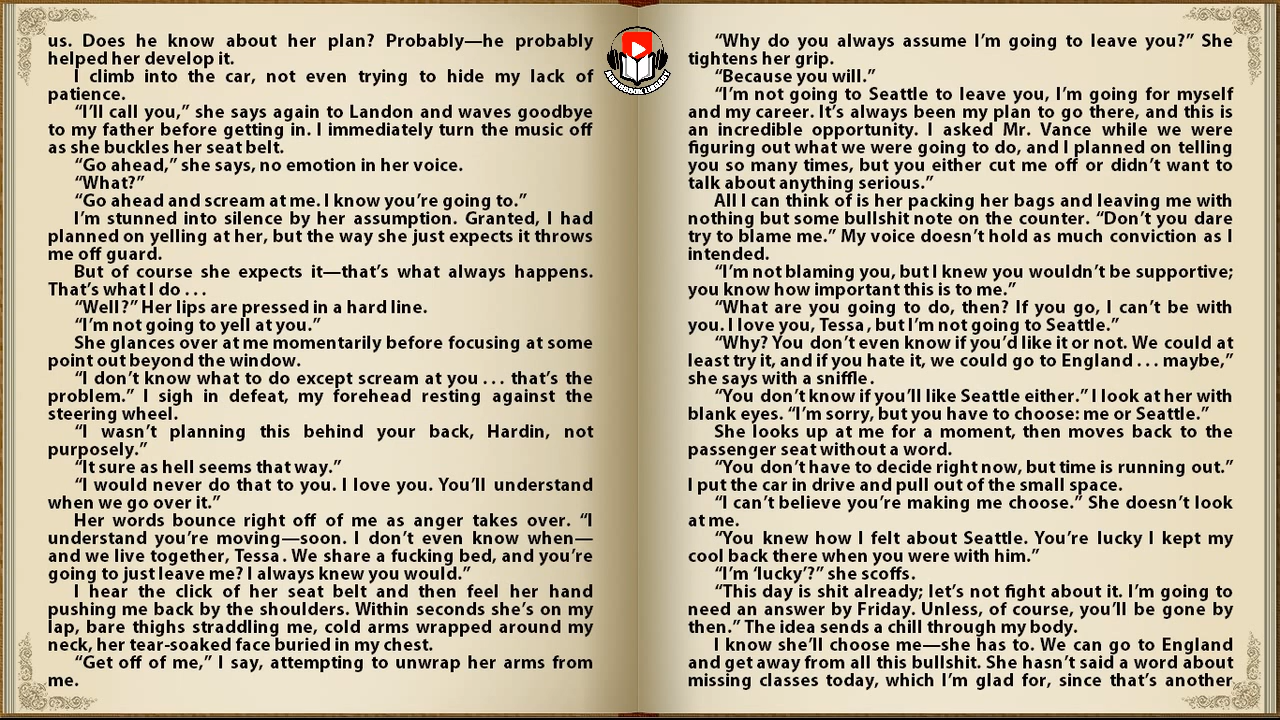 us. Does he know about her plan? Probably—he probably
helped her develop it.
I climb into the car, not even trying to hide my lack of
patience.
“I’ll call you,” she says again to Landon and waves goodbye
to my father before getting in. I immediately turn the music off
as she buckles her seat belt.
“Go ahead,” she says, no emotion in her voice.
“What?”
“Go ahead and scream at me. I know you’re going to.”
I’m stunned into silence by her assumption. Granted, I had
planned on yelling at her, but the way she just expects it throws
me off guard.
But of course she expects it—that’s what always happens.
That’s what I do . . .
“Well?” Her lips are pressed in a hard line.
“I’m not going to yell at you.”
She glances over at me momentarily before focusing at some
point out beyond the window.
“I don’t know what to do except scream at you . . . that’s the
problem.” I sigh in defeat, my forehead resting against the
steering wheel.
“I wasn’t planning this behind your back, Hardin, not
purposely.”
“It sure as hell seems that way.”
“I would never do that to you. I love you. You’ll understand
when we go over it.”
Her words bounce right off of me as anger takes over. “I
understand you’re moving—soon. I don’t even know when—
and we live together, Tessa. We share a fucking bed, and you’re
going to just leave me? I always knew you would.”
I hear the click of her seat belt and then feel her hand
pushing me back by the shoulders. Within seconds she’s on my
lap, bare thighs straddling me, cold arms wrapped around my
neck, her tear-soaked face buried in my chest.
“Get off of me,” I say, attempting to unwrap her arms from
me.
AUDIOBOOK LIBRARY
“Why do you always assume I’m going to leave you?” She
tightens her grip.
“Because you will.”
“I’m not going to Seattle to leave you, I’m going for myself
and my career. It’s always been my plan to go there, and this is
an incredible opportunity. I asked Mr. Vance while we were
figuring out what we were going to do, and I planned on telling
you so many times, but you either cut me off or didn’t want to
talk about anything serious.”
All I can think of is her packing her bags and leaving me with
nothing but some bullshit note on the counter. “Don’t you dare
try to blame me.” My voice doesn’t hold as much conviction as I
intended.
“I’m not blaming you, but I knew you wouldn’t be supportive;
you know how important this is to me.”
“What are you going to do, then? If you go, I can’t be with
you. I love you, Tessa, but I’m not going to Seattle.”
“Why? You don’t even know if you’d like it or not. We could at
least try it, and if you hate it, we could go to England . . . maybe,”
she says with a sniffle.
“You don’t know if you’ll like Seattle either.” I look at her with
blank eyes. “I’m sorry, but you have to choose: me or Seattle.”
She looks up at me for a moment, then moves back to the
passenger seat without a word.
“You don’t have to decide right now, but time is running out.”
I put the car in drive and pull out of the small space.
“I can’t believe you’re making me choose.” She doesn’t look
at me.
“You knew how I felt about Seattle. You’re lucky I kept my
cool back there when you were with him.”
“I’m ‘lucky’?” she scoffs.
“This day is shit already; let’s not fight about it. I’m going to
need an answer by Friday. Unless, of course, you’ll be gone by
then.” The idea sends a chill through my body.
I know she’ll choose me—she has to. We can go to England
and get away from all this bullshit. She hasn’t said a word about
missing classes today, which I’m glad for, since that’s another